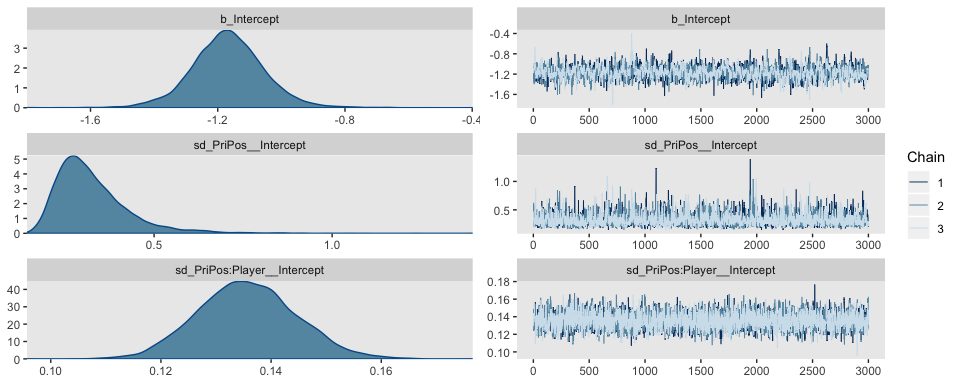 b_Intercept
3
2
1
0
-1.6 -1.2 -0.8 -0.4
b_Intercept
-0.4
-0.8
-1.2
-1.6
0 500 1000 1500 2000 2500 3000
sd_PriPos__Intercept
5
4
3
2
1
0
0.5 1.0
sd_PriPos__Intercept
1.0
0.5
0 500 1000 1500 2000 2500 3000
sd_PriPos:Player__Intercept
40
30
20
10
0
0.10 0.12 0.14 0.16
sd_PriPos:Player__Intercept
0.18
0.16
0.14
0.12
0.10
0 500 1000 1500 2000 2500 3000
Chain
1
2
3